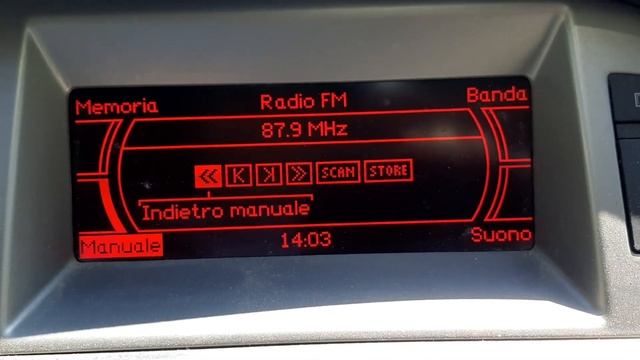 Memoria Radio FM Banda
87.9 MHz
SCAN STORE
Indietro manuale
Manuale 14:03 Suono